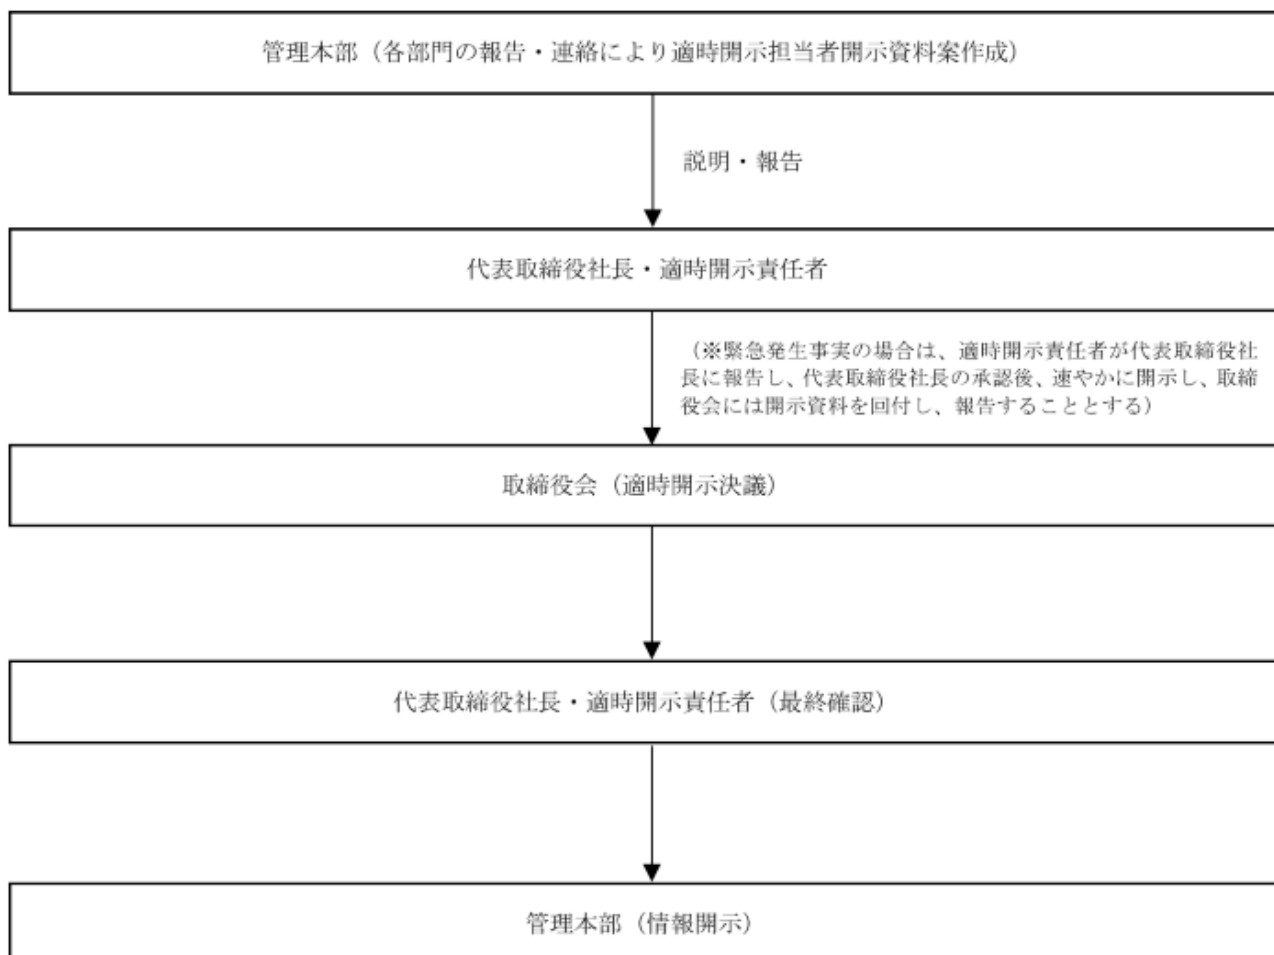 管理本部（各部門の報告・連絡により適時開示担当者開示資料案作成）
説明・報告
代表取締役社長・適時開示責任者
（※緊急発生事実の場合は、適時開示責任者が代表取締役社
長に報告し、代表取締役社長の承認後、速やかに開示し、取締
役会には開示資料を回付し、報告することとする）
取締役会（適時開示決議）
代表取締役社長・適時開示責任者（最終確認）
管理本部（情報開示）